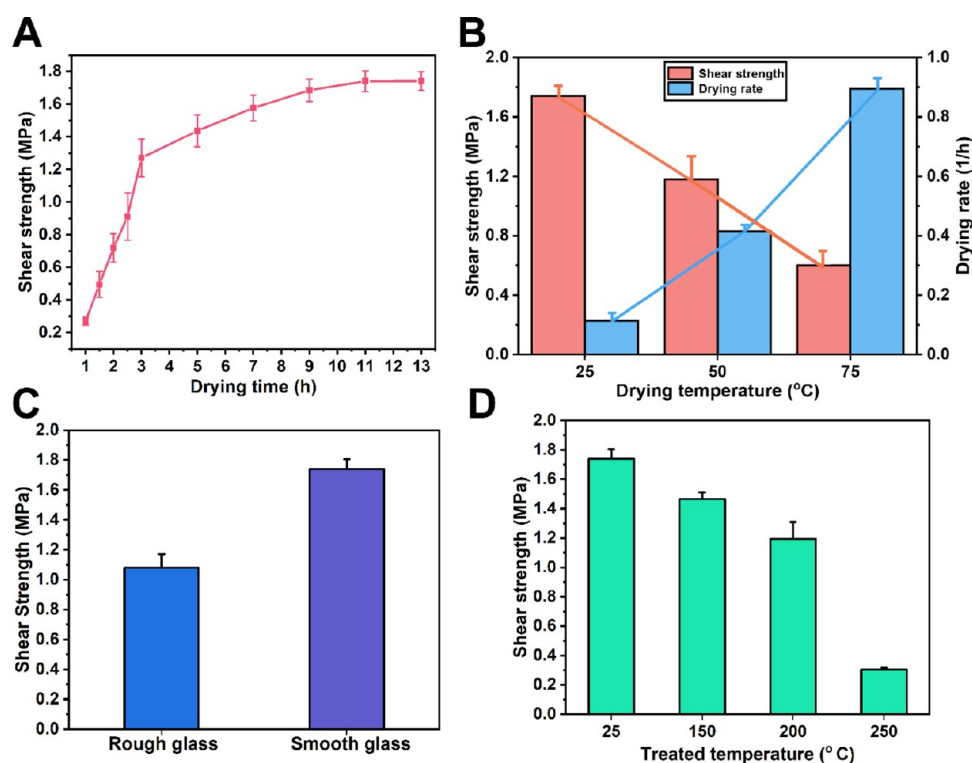 A
Shear strength (MPa)
1.8
1.6
1.4
1.2
1.0
0.8
0.6
0.4
0.2
1 2 3 4 5 6 7 8 9 10 11 12 13
Drying time (h)
B
Shear strength
Drying rate
Shear strength (MPa)
2.0
1.6
1.2
0.8
0.4
0.0
1.0
0.8
0.6
0.4
0.2
0.0
Drying rate (1/h)
25 50 75
Drying temperature (°C)
C
Shear Strength (MPa)
2.0
1.8
1.6
1.4
1.2
1.0
0.8
0.6
0.4
0.2
0.0
Rough glass Smooth glass
D
Shear strength (MPa)
2.0
1.8
1.6
1.4
1.2
1.0
0.8
0.6
0.4
0.2
0.0
25 150 200 250
Treated temperature (° C)